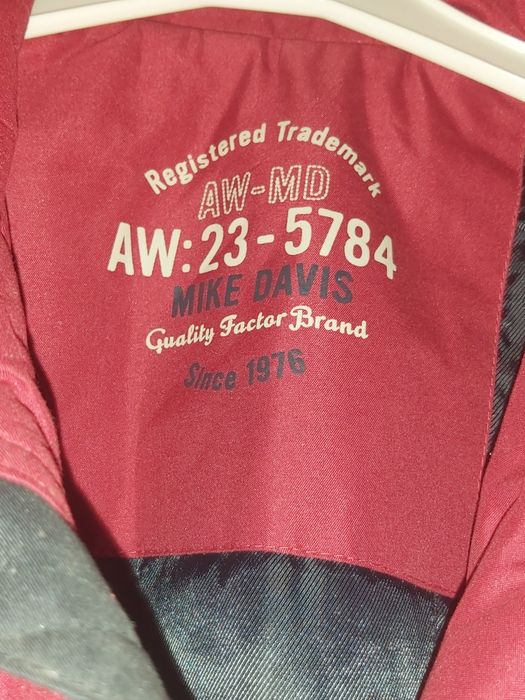 Registered Trademark
AW-MD
AW: 23-5784
MIKE DAVIS
Quality Factor Brand
Since 1976